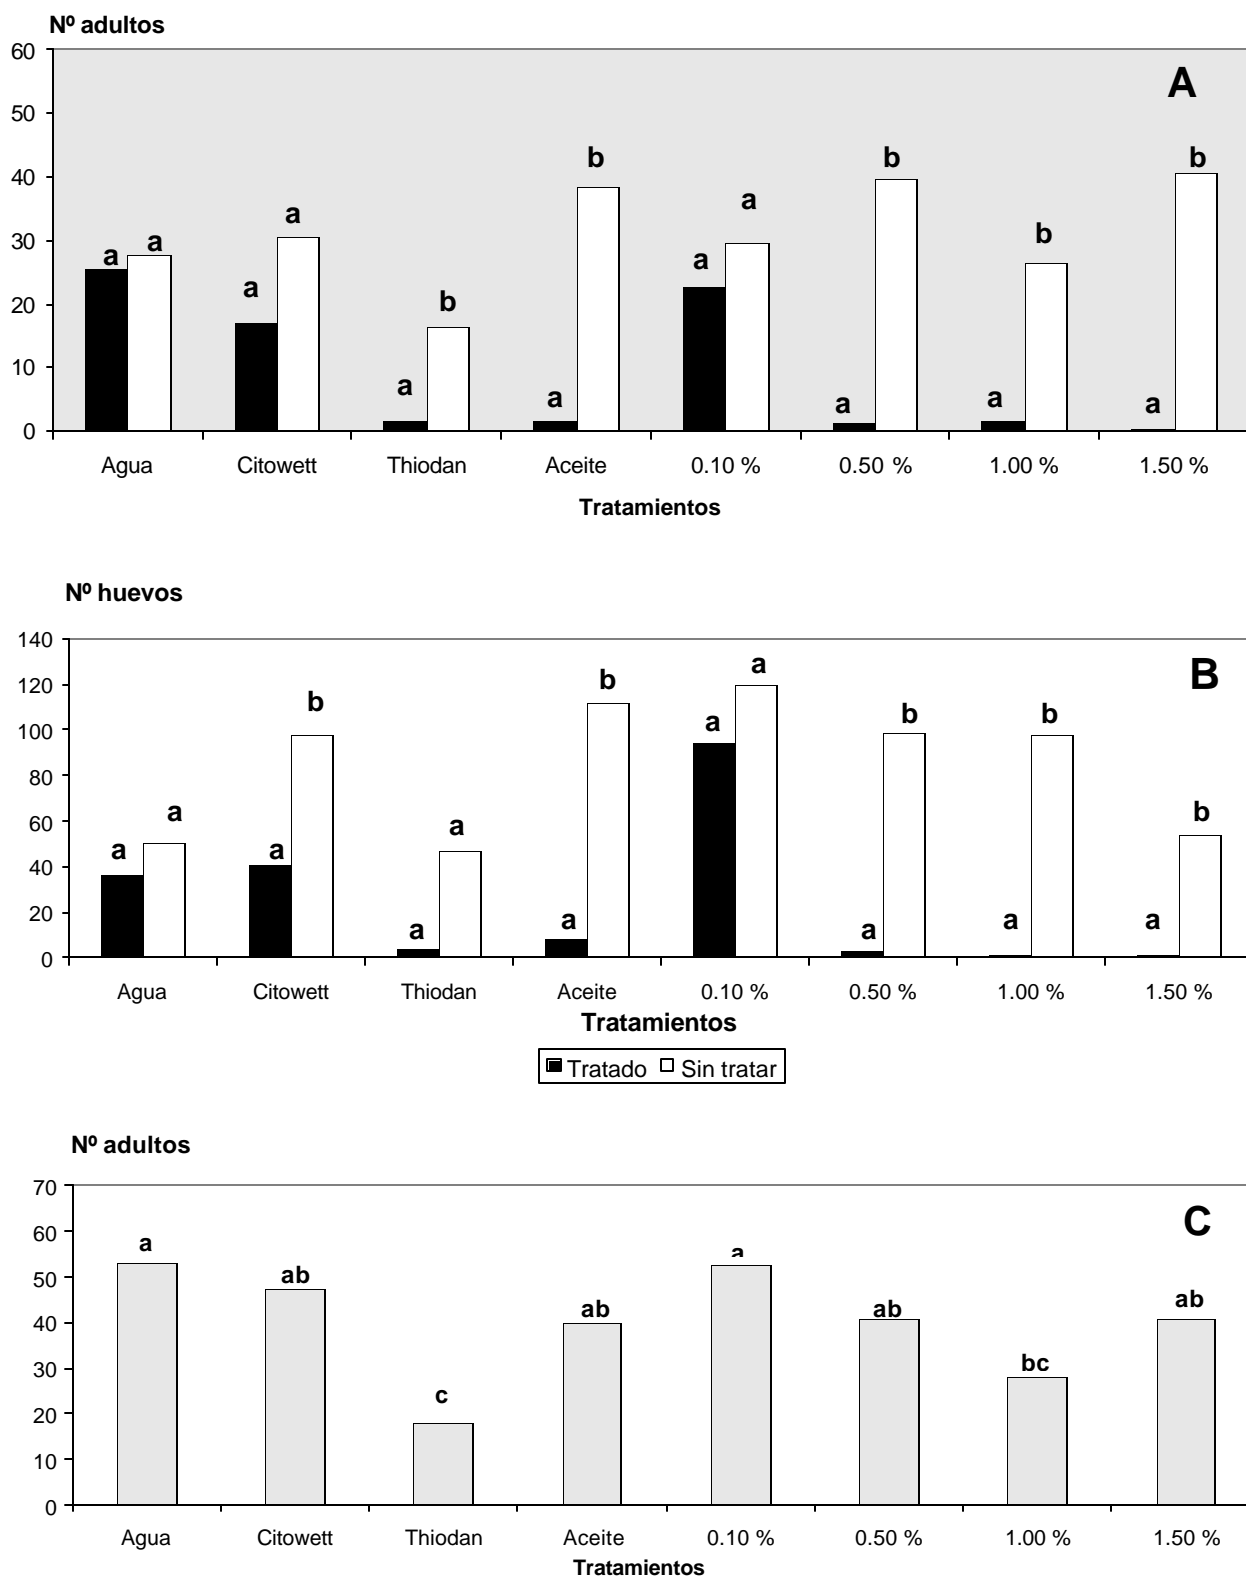 Nº adultos
60
50
40
30
20
10
0
A
a a a a a b a b a a a b a b a b
Agua Citowett Thiodan Aceite 0.10 % 0.50 % 1.00 % 1.50 %
Tratamientos
Nº huevos
140
120
100
80
60
40
20
0
B
a a a b a a a b a a a b a b a b
Agua Citowett Thiodan Aceite 0.10 % 0.50 % 1.00 % 1.50 %
Tratamientos
Tratado Sin tratar
Nº adultos
70
60
50
40
30
20
10
0
C
a ab c ab a ab bc ab
Agua Citowett Thiodan Aceite 0.10 % 0.50 % 1.00 % 1.50 %
Tratamientos